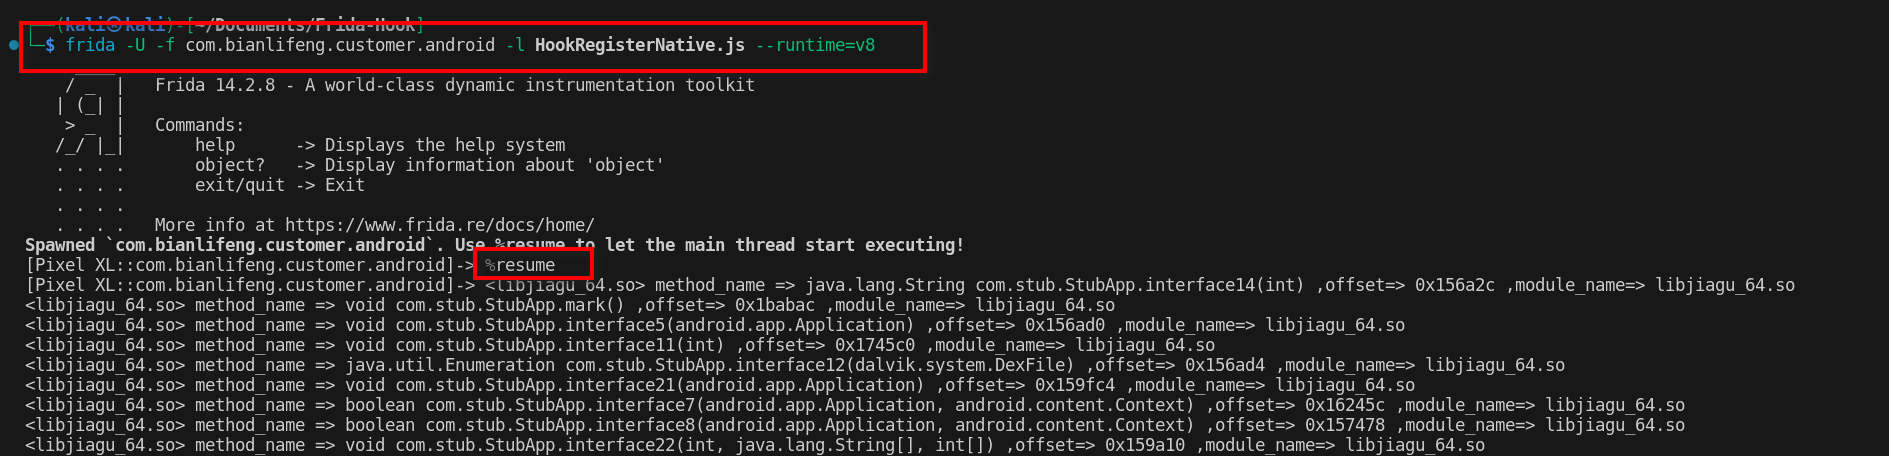 (kali㉿kali)-[~/Documents/Frida-Hook]
└─$ frida -U -f com.bianlifeng.customer.android -l HookRegisterNative.js --runtime=v8
____
/ _  |   Frida 14.2.8 - A world-class dynamic instrumentation toolkit
| (_| |
> _  |   Commands:
/_/ |_|       help      -> Displays the help system
. . . .       object?   -> Display information about 'object'
. . . .       exit/quit -> Exit
. . . .
. . . .   More info at https://www.frida.re/docs/home/
Spawned `com.bianlifeng.customer.android`. Use %resume to let the main thread start executing!
[Pixel XL::com.bianlifeng.customer.android]-> %resume
[Pixel XL::com.bianlifeng.customer.android]-> <libjiagu_64.so> method_name => java.lang.String com.stub.StubApp.interface14(int) ,offset=> 0x156a2c ,module_name=> libjiagu_64.so
<libjiagu_64.so> method_name => void com.stub.StubApp.mark() ,offset=> 0x1babac ,module_name=> libjiagu_64.so
<libjiagu_64.so> method_name => void com.stub.StubApp.interface5(android.app.Application) ,offset=> 0x156ad0 ,module_name=> libjiagu_64.so
<libjiagu_64.so> method_name => void com.stub.StubApp.interface11(int) ,offset=> 0x1745c0 ,module_name=> libjiagu_64.so
<libjiagu_64.so> method_name => java.util.Enumeration com.stub.StubApp.interface12(dalvik.system.DexFile) ,offset=> 0x156ad4 ,module_name=> libjiagu_64.so
<libjiagu_64.so> method_name => void com.stub.StubApp.interface21(android.app.Application) ,offset=> 0x159fc4 ,module_name=> libjiagu_64.so
<libjiagu_64.so> method_name => boolean com.stub.StubApp.interface7(android.app.Application, android.content.Context) ,offset=> 0x16245c ,module_name=> libjiagu_64.so
<libjiagu_64.so> method_name => boolean com.stub.StubApp.interface8(android.app.Application, android.content.Context) ,offset=> 0x157478 ,module_name=> libjiagu_64.so
<libjiagu_64.so> method_name => void com.stub.StubApp.interface22(int, java.lang.String[], int[]) ,offset=> 0x159a10 ,module_name=> libjiagu_64.so